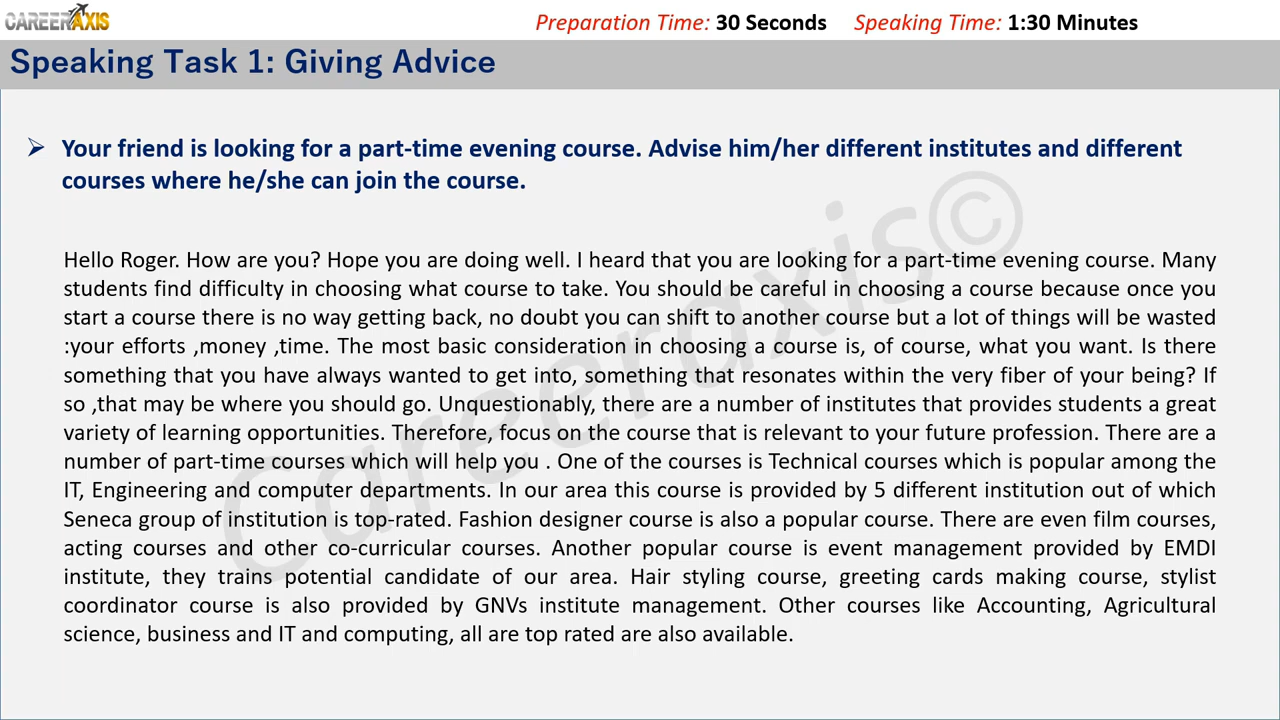 CAREERAXIS
Preparation Time: 30 Seconds Speaking Time: 1:30 Minutes
Speaking Task 1: Giving Advice
➢ Your friend is looking for a part-time evening course. Advise him/her different institutes and different
courses where he/she can join the course.
Hello Roger. How are you? Hope you are doing well. I heard that you are looking for a part-time evening course. Many
students find difficulty in choosing what course to take. You should be careful in choosing a course because once you
start a course there is no way getting back, no doubt you can shift to another course but a lot of things will be wasted
:your efforts ,money ,time. The most basic consideration in choosing a course is, of course, what you want. Is there
something that you have always wanted to get into, something that resonates within the very fiber of your being? If
so ,that may be where you should go. Unquestionably, there are a number of institutes that provides students a great
variety of learning opportunities. Therefore, focus on the course that is relevant to your future profession. There are a
number of part-time courses which will help you . One of the courses is Technical courses which is popular among the
IT, Engineering and computer departments. In our area this course is provided by 5 different institution out of which
Seneca group of institution is top-rated. Fashion designer course is also a popular course. There are even film courses,
acting courses and other co-curricular courses. Another popular course is event management provided by EMDI
institute, they trains potential candidate of our area. Hair styling course, greeting cards making course, stylist
coordinator course is also provided by GNVs institute management. Other courses like Accounting, Agricultural
science, business and IT and computing, all are top rated are also available.
Careeraxis©